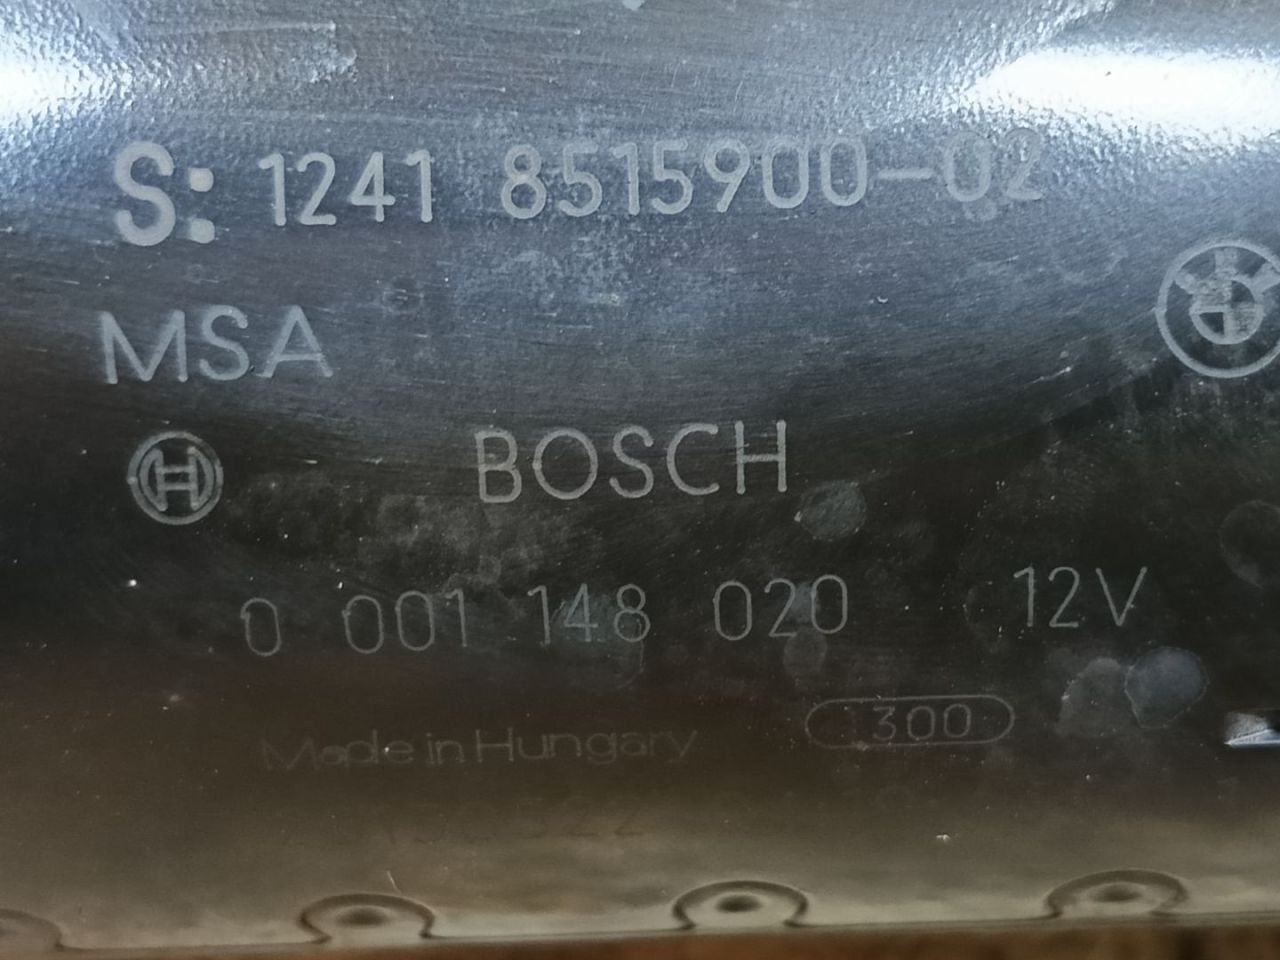 S: 1241 8515900-02
MSA
BOSCH
0 001 148 020 12V
300
Made in Hungary